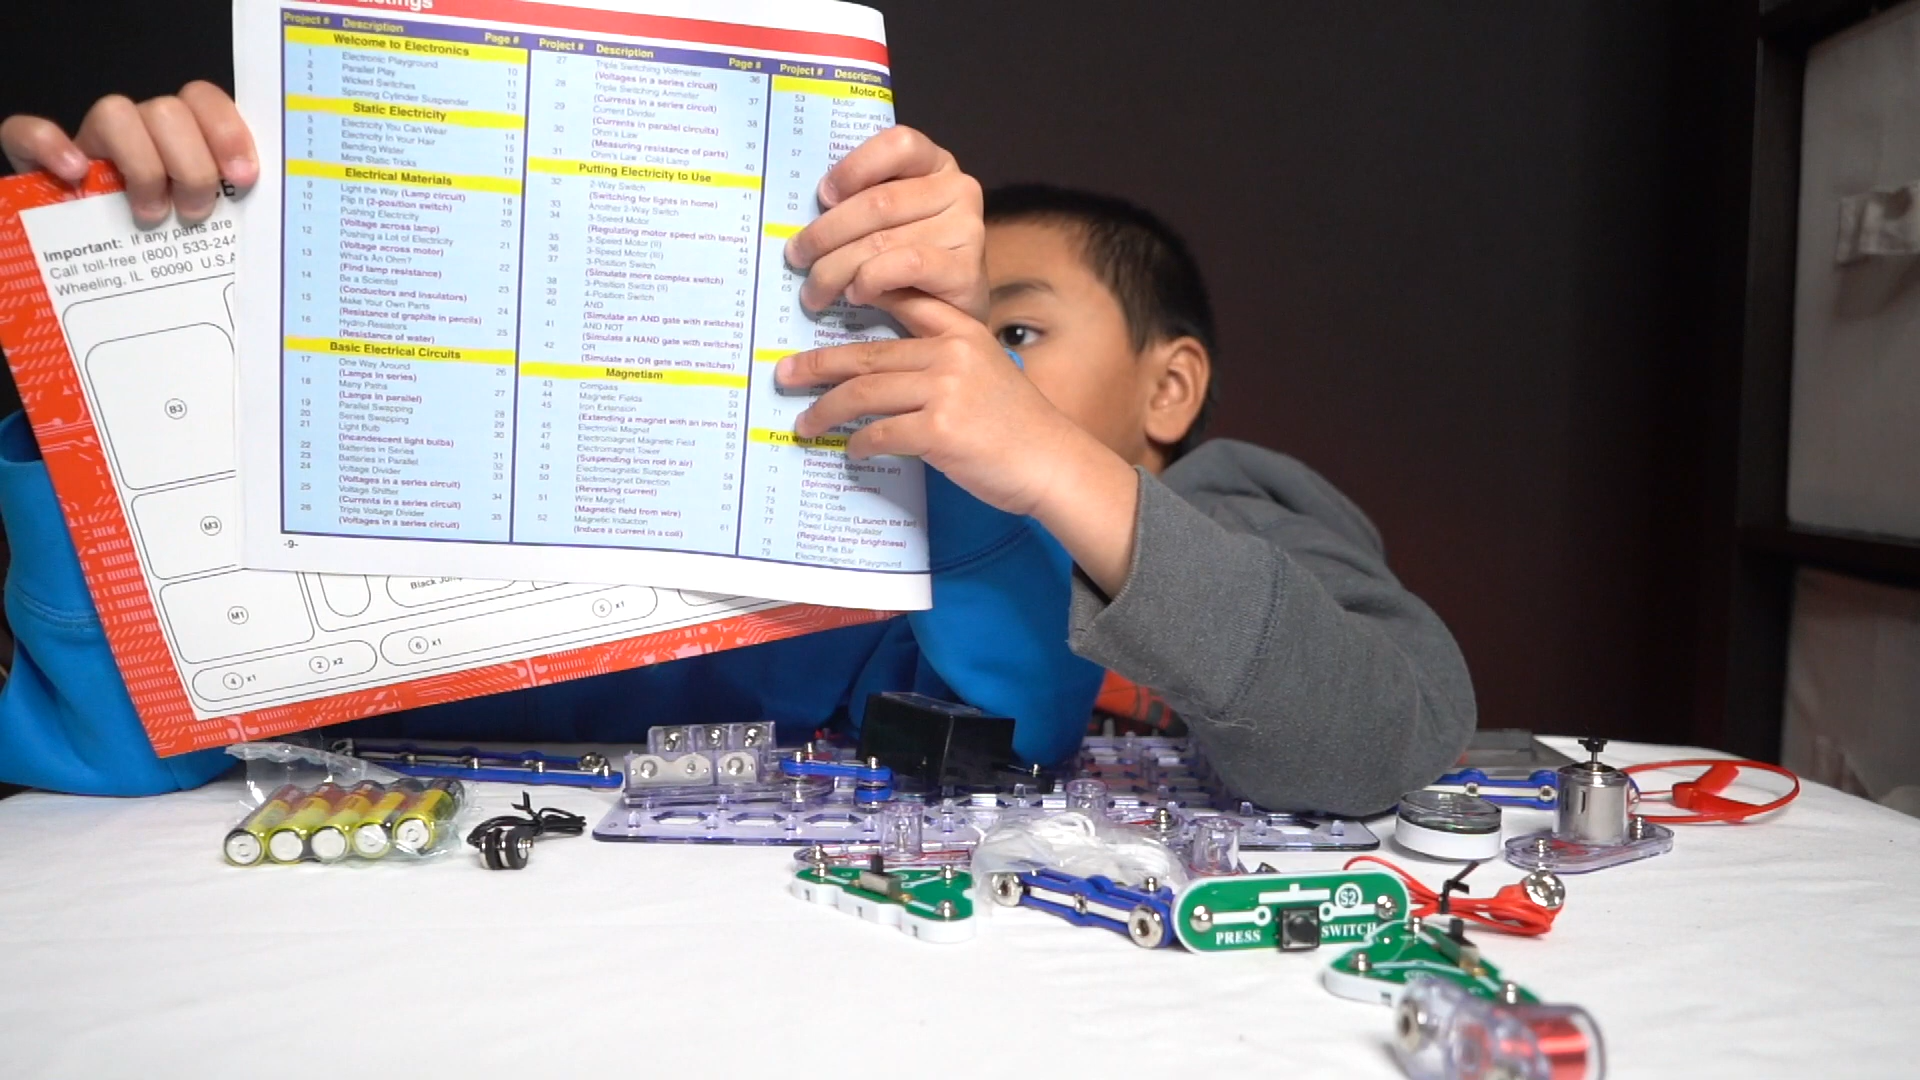 Project # Description Page #
Welcome to Electronics
1 Electronic Playground 10
2 Parallel Play 11
3 Wicked Switches 12
4 Spinning Cylinder Suspender 13
Static Electricity
5 Electricity You Can Wear 14
6 Electricity In Your Hair 15
7 Bending Water 16
8 More Static Tricks 17
Electrical Materials
9 Light the Way (Lamp circuit) 18
10 Flip It (2-position switch) 19
11 Pushing Electricity 20
(Voltage across lamp)
12 Pushing a Lot of Electricity 21
(Voltage across motor)
13 What's An Ohm? 22
(Find lamp resistance)
14 Be a Scientist 23
(Conductors and insulators)
15 Make Your Own Parts 24
(Resistance of graphite in pencils)
16 Hydro-Resistors 25
(Resistance of water)
Basic Electrical Circuits
17 One Way Around 26
(Lamps in series)
18 Many Paths 27
(Lamps in parallel)
19 Parallel Swapping 28
20 Series Swapping 29
21 Light Bulb 30
(Incandescent light bulbs)
22 Batteries in Series 31
23 Batteries in Parallel 32
24 Voltage Divider 33
(Voltages in a series circuit)
25 Voltage Shifter 34
(Currents in a series circuit)
26 Triple Voltage Divider 35
(Voltages in a series circuit)
-9-
Project # Description Page #
27 Triple Switching Voltmeter 36
(Voltages in a series circuit)
28 Triple Switching Ammeter 37
(Currents in a series circuit)
29 Current Divider 38
(Currents in parallel circuits)
30 Ohm's Law 39
(Measuring resistance of parts)
31 Ohm's Law - Cold Lamp 40
Putting Electricity to Use
32 2-Way Switch 41
(Switching for lights in home)
33 Another 2-Way Switch 42
34 3-Speed Motor 43
(Regulating motor speed with lamps)
35 3-Speed Motor (II) 44
36 3-Speed Motor (III) 45
37 3-Position Switch 46
(Simulate more complex switch)
38 3-Position Switch (II) 47
39 4-Position Switch 48
40 AND 49
(Simulate an AND gate with switches)
41 AND NOT 50
(Simulate a NAND gate with switches)
42 OR 51
(Simulate an OR gate with switches)
Magnetism
43 Compass 52
44 Magnetic Fields 53
45 Iron Extension 54
(Extending a magnet with an iron bar)
46 Electronic Magnet 55
47 Electromagnet Magnetic Field 56
48 Electromagnet Tower 57
(Suspending iron rod in air)
49 Electromagnetic Suspender 58
50 Electromagnet Direction 59
(Reversing current)
51 Wire Magnet 60
(Magnetic field from wire)
52 Magnetic Induction 61
(Induce a current in a coil)
Project # Description
Motor
53 Motor
54 Propeller and
55 Back EMF
56
57
58
59
60
64
65
66
67 Reed Switch
68
71
Fun with
72 Indian Rope
(Suspend objects in air)
73 Hypnotic Discs
(Spinning patterns)
74 Spin Draw
75 Morse Code
76 Flying Saucer (Launch the fan)
77 Power Light Regulator
(Regulate lamp brightness)
78 Raising the Bar
79 Electromagnetic Playground
Important: If any parts are
Call toll-free (800) 533-244
Wheeling, IL 60090 U.S.A
B3
M3
M1
Black
4 x1
2 x2
6 x1
5 x1
S2
PRESS SWITCH